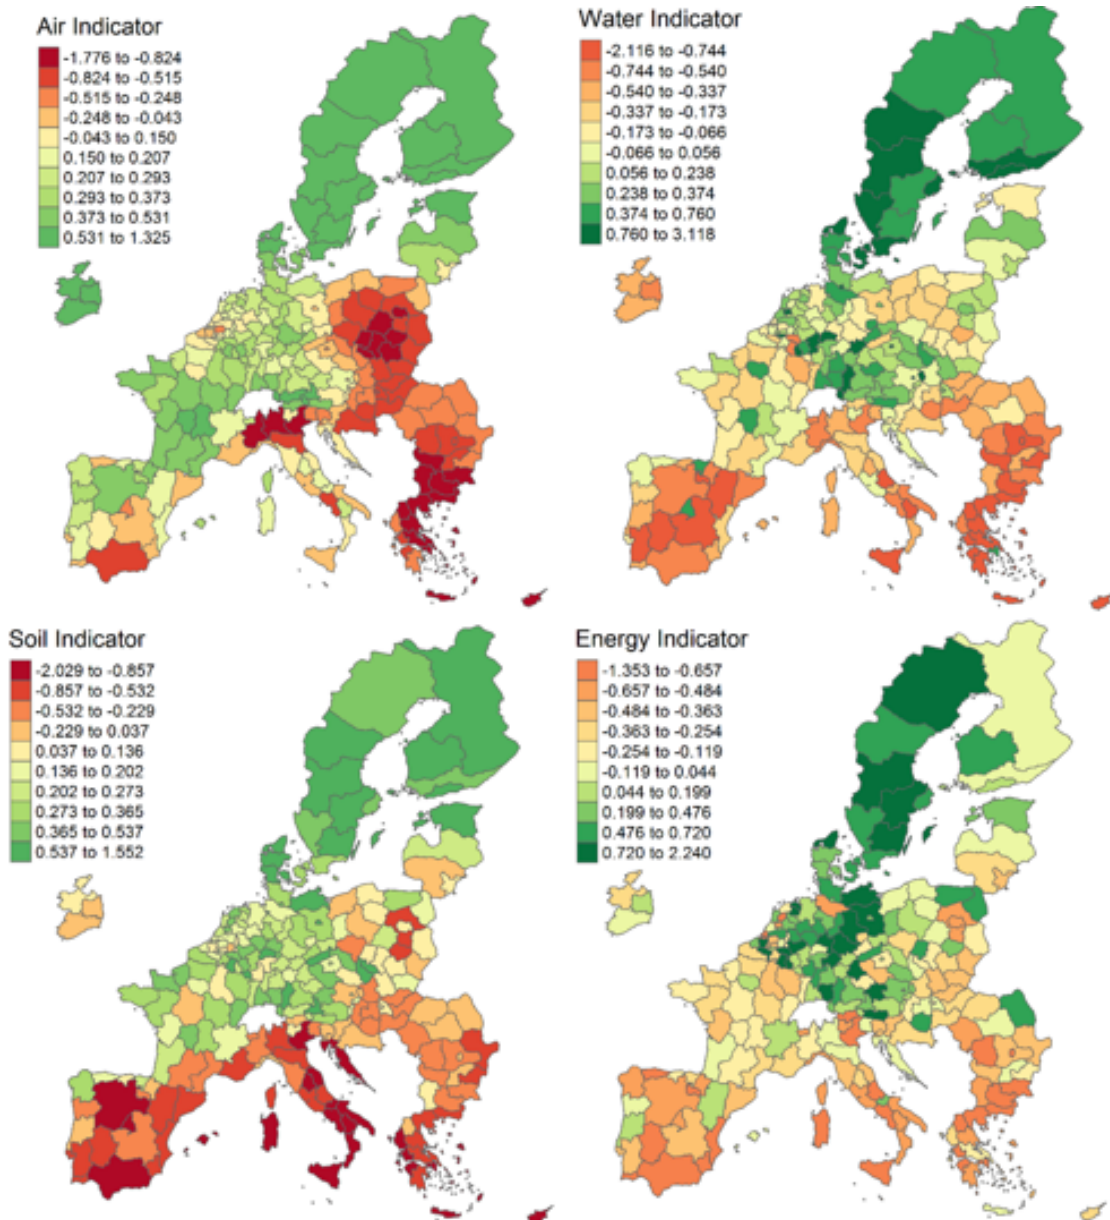 Air Indicator
-1.776 to -0.824
-0.824 to -0.515
-0.515 to -0.248
-0.248 to -0.043
-0.043 to 0.150
0.150 to 0.207
0.207 to 0.293
0.293 to 0.373
0.373 to 0.531
0.531 to 1.325
Water Indicator
-2.116 to -0.744
-0.744 to -0.540
-0.540 to -0.337
-0.337 to -0.173
-0.173 to -0.066
-0.066 to 0.056
0.056 to 0.238
0.238 to 0.374
0.374 to 0.760
0.760 to 3.118
Soil Indicator
-2.029 to -0.857
-0.857 to -0.532
-0.532 to -0.229
-0.229 to 0.037
0.037 to 0.136
0.136 to 0.202
0.202 to 0.273
0.273 to 0.365
0.365 to 0.537
0.537 to 1.552
Energy Indicator
-1.353 to -0.657
-0.657 to -0.484
-0.484 to -0.363
-0.363 to -0.254
-0.254 to -0.119
-0.119 to 0.044
0.044 to 0.199
0.199 to 0.476
0.476 to 0.720
0.720 to 2.240